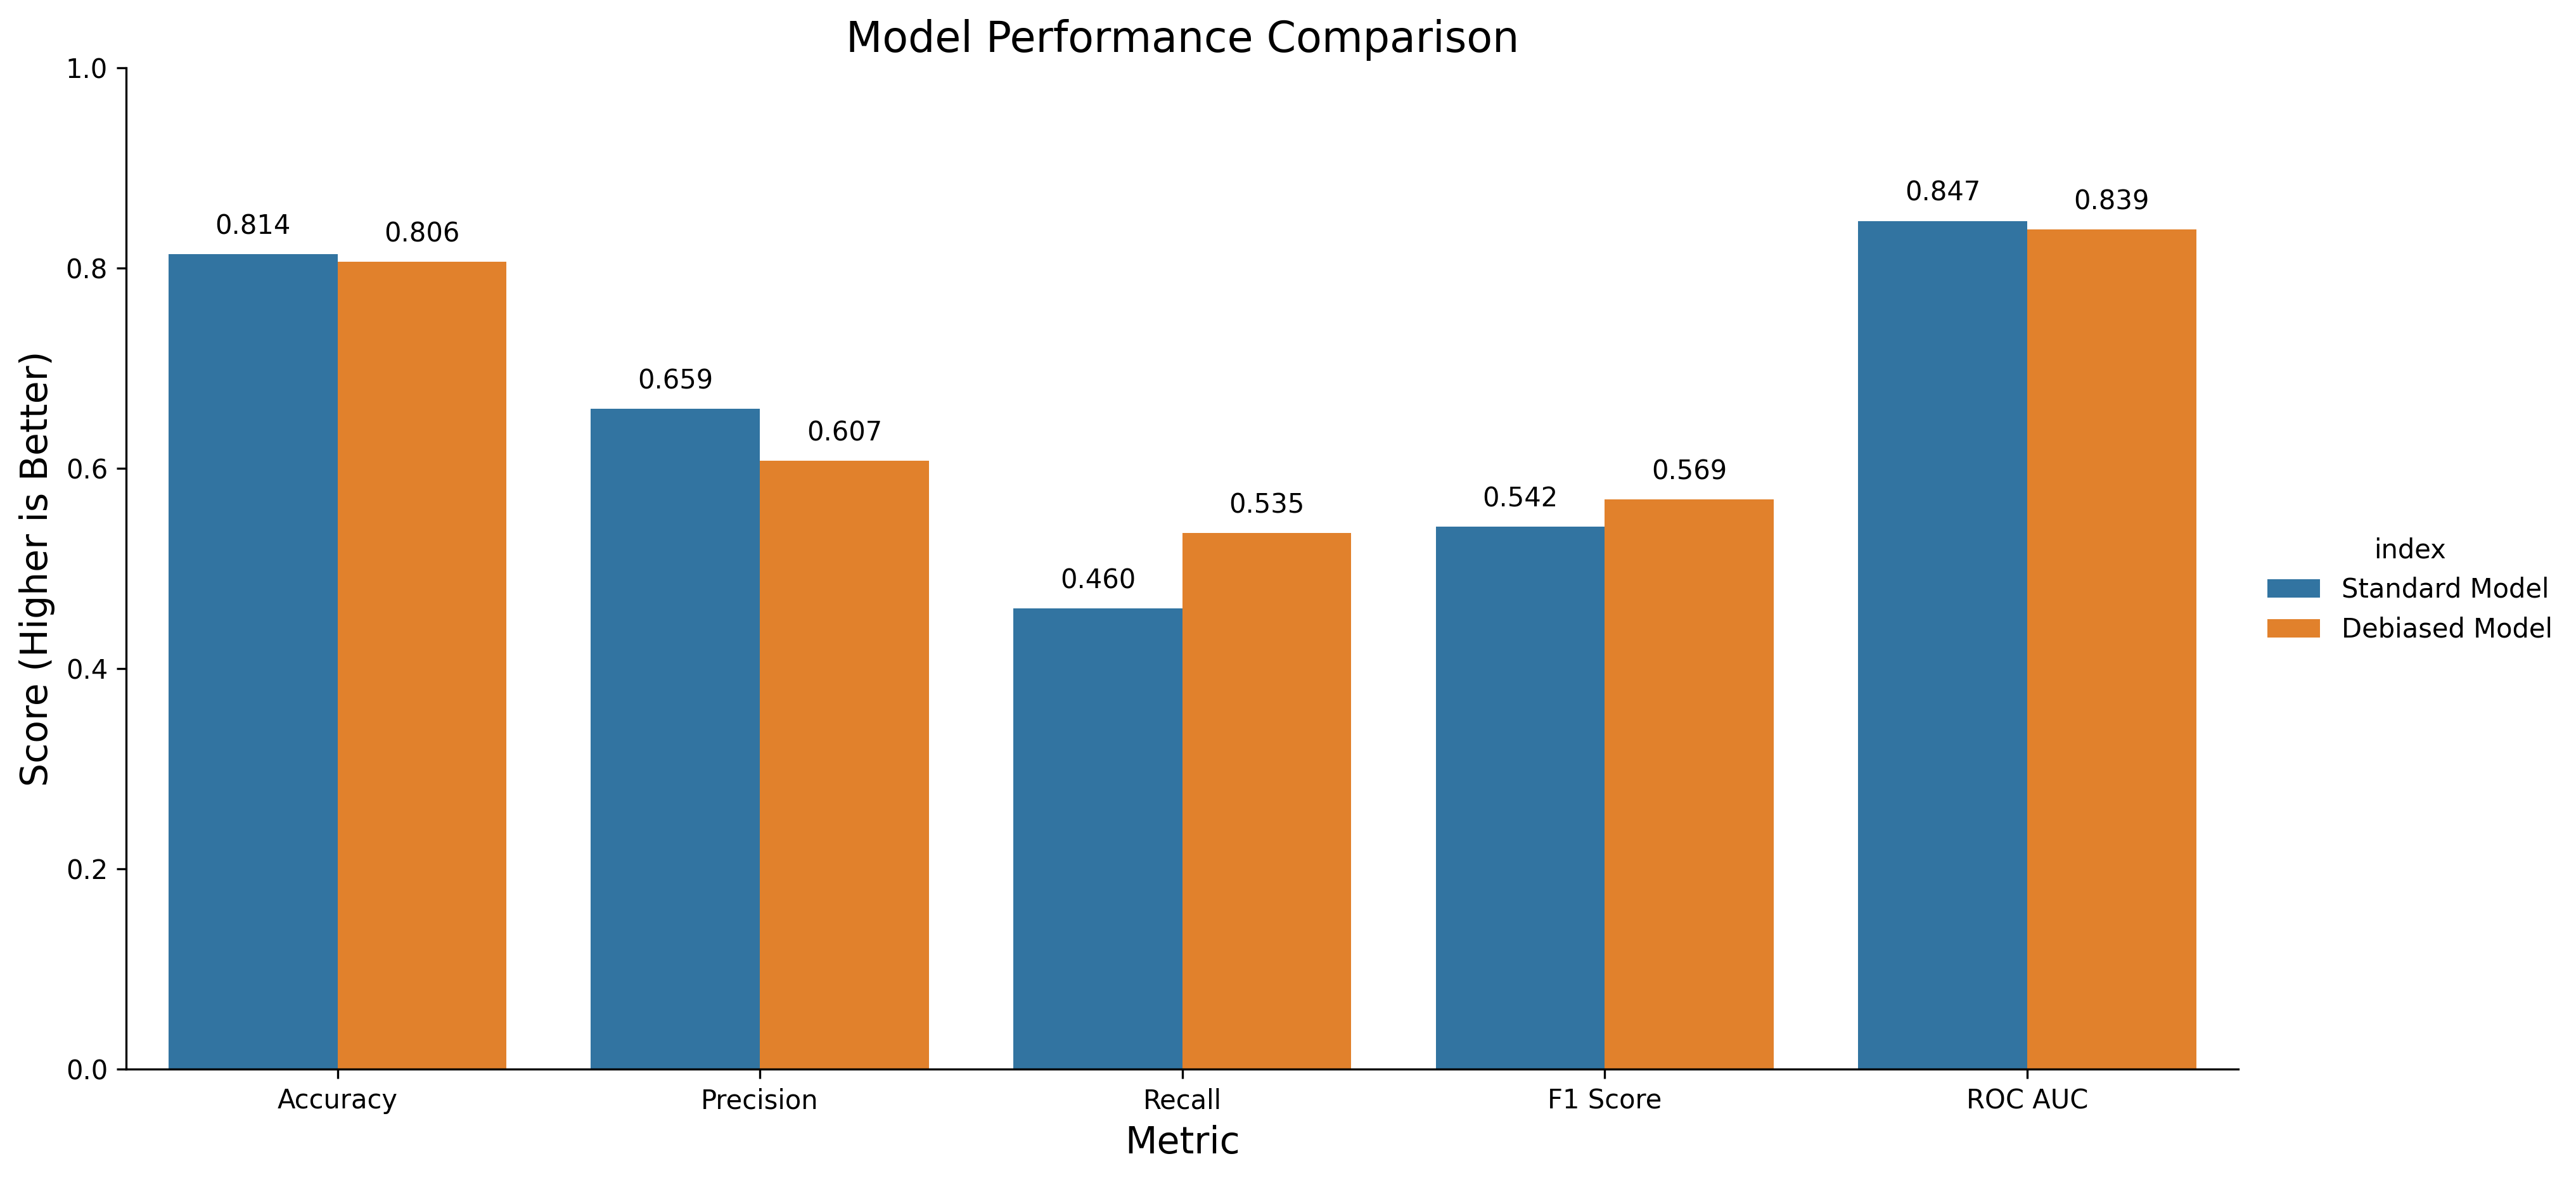 Model Performance Comparison
1.0
0.8
0.6
0.4
0.2
0.0
Score (Higher is Better)
0.814
0.806
0.659
0.607
0.460
0.535
0.542
0.569
0.847
0.839
Accuracy
Precision
Recall
F1 Score
ROC AUC
Metric
index
Standard Model
Debiased Model